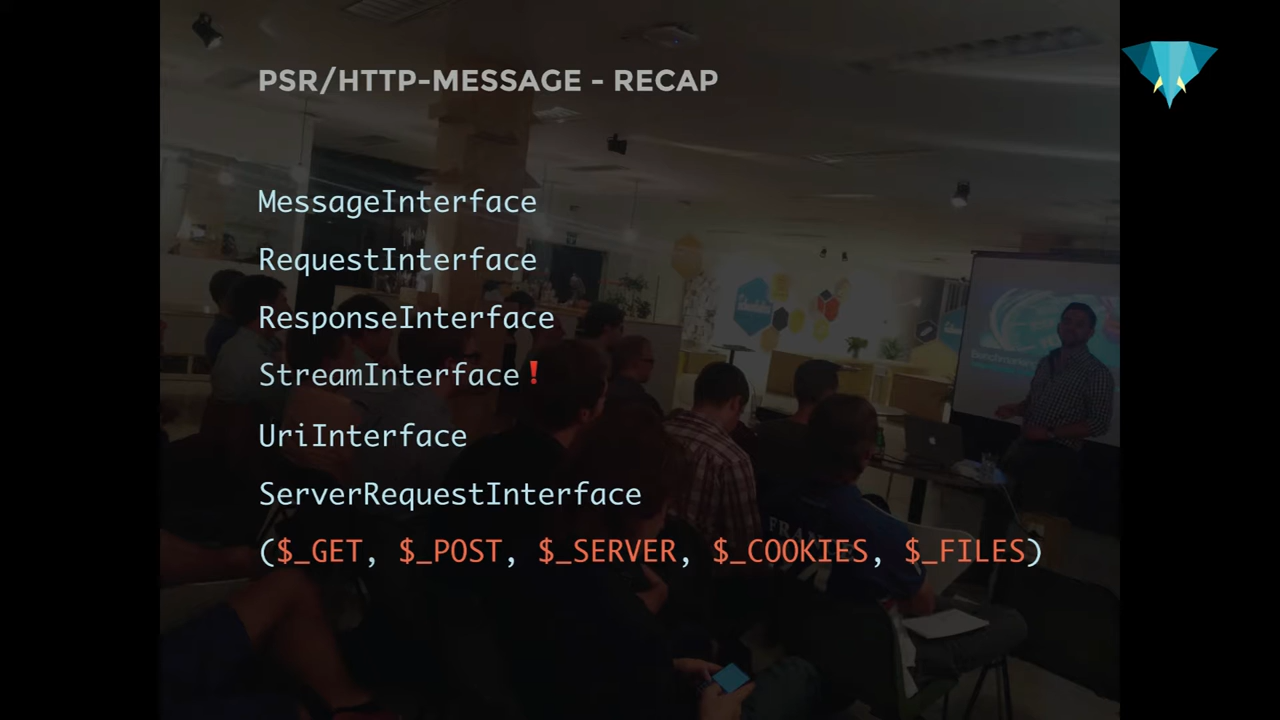 PSR/HTTP-MESSAGE - RECAP
MessageInterface
RequestInterface
ResponseInterface
StreamInterface❗
UriInterface
ServerRequestInterface
($_GET, $_POST, $_SERVER, $_COOKIES, $_FILES)